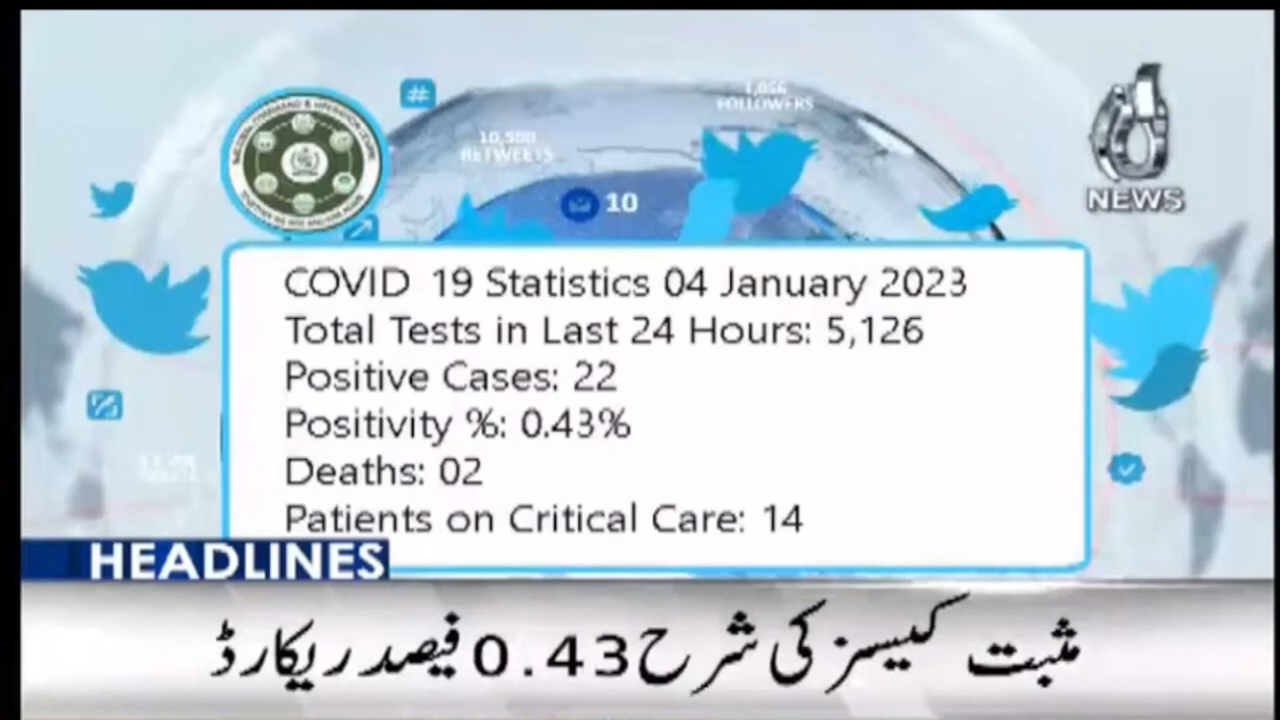 #
1,056
FOLLOWERS
10,500
RETWEETS
10
NEWS
COVID 19 Statistics 04 January 2023
Total Tests in Last 24 Hours: 5,126
Positive Cases: 22
Positivity %: 0.43%
Deaths: 02
Patients on Critical Care: 14
HEADLINES
مثبت کیسز کی شرح 0.43 فیصد ریکارڈ